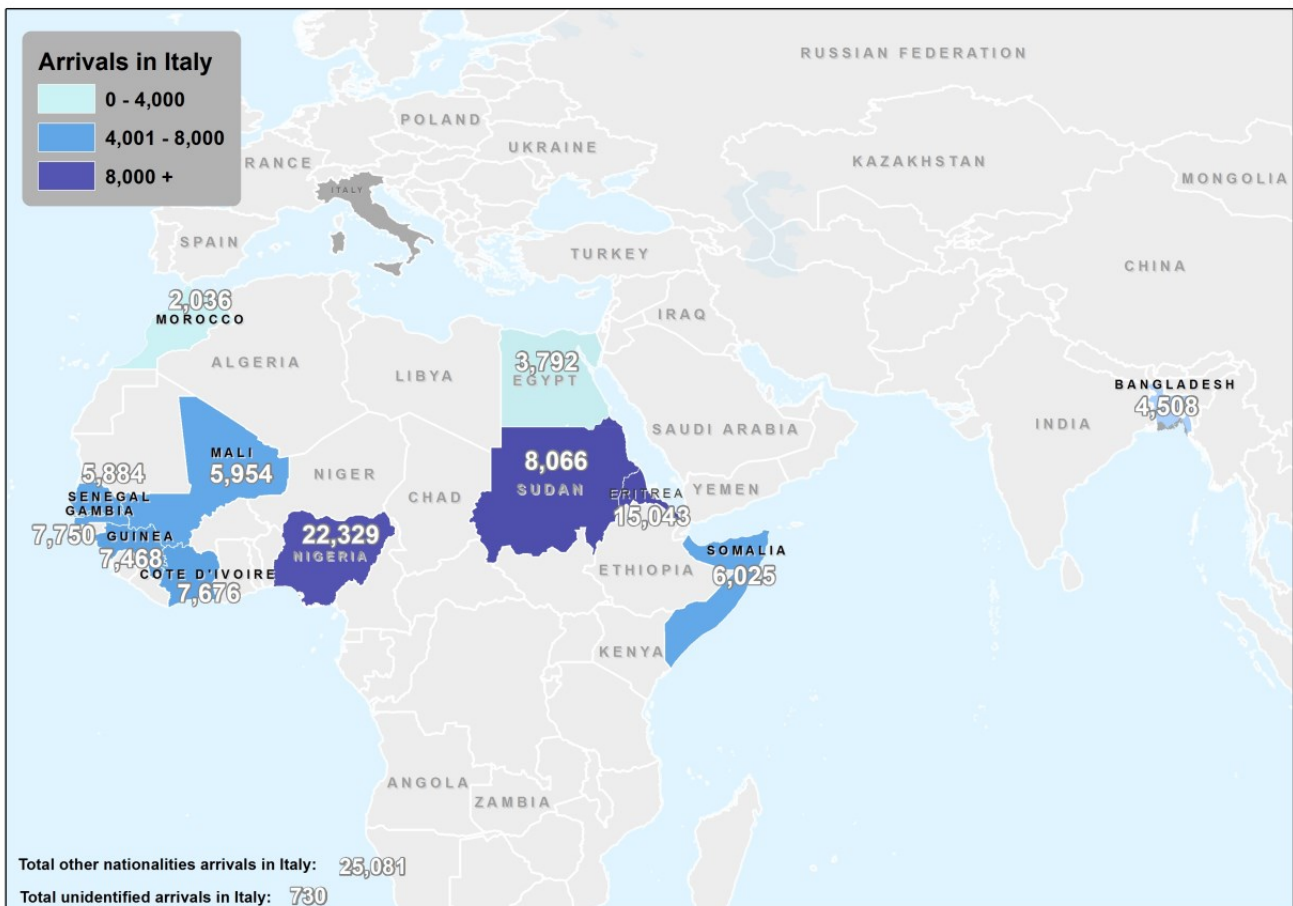 Arrivals in Italy
0 - 4,000
4,001 - 8,000
8,000 +
RUSSIAN FEDERATION
POLAND
UKRAINE
RANCE
KAZAKHSTAN
MONGOLIA
ITALY
SPAIN
TURKEY
CHINA
2,036
MOROCCO
IRAQ
ALGERIA
LIBYA
3,792
EGYPT
BANGLADESH
4,508
INDIA
SAUDI ARABIA
MALI
5,954
5,884
SENEGAL
GAMBIA
7,750
GUINEA
7,468
COTE D'IVOIRE
7,676
NIGER
CHAD
8,066
SUDAN
ERITREA
15,043
YEMEN
22,329
NIGERIA
SOMALIA
6,025
ETHIOPIA
KENYA
ANGOLA
ZAMBIA
Total other nationalities arrivals in Italy: 25,081
Total unidentified arrivals in Italy: 730